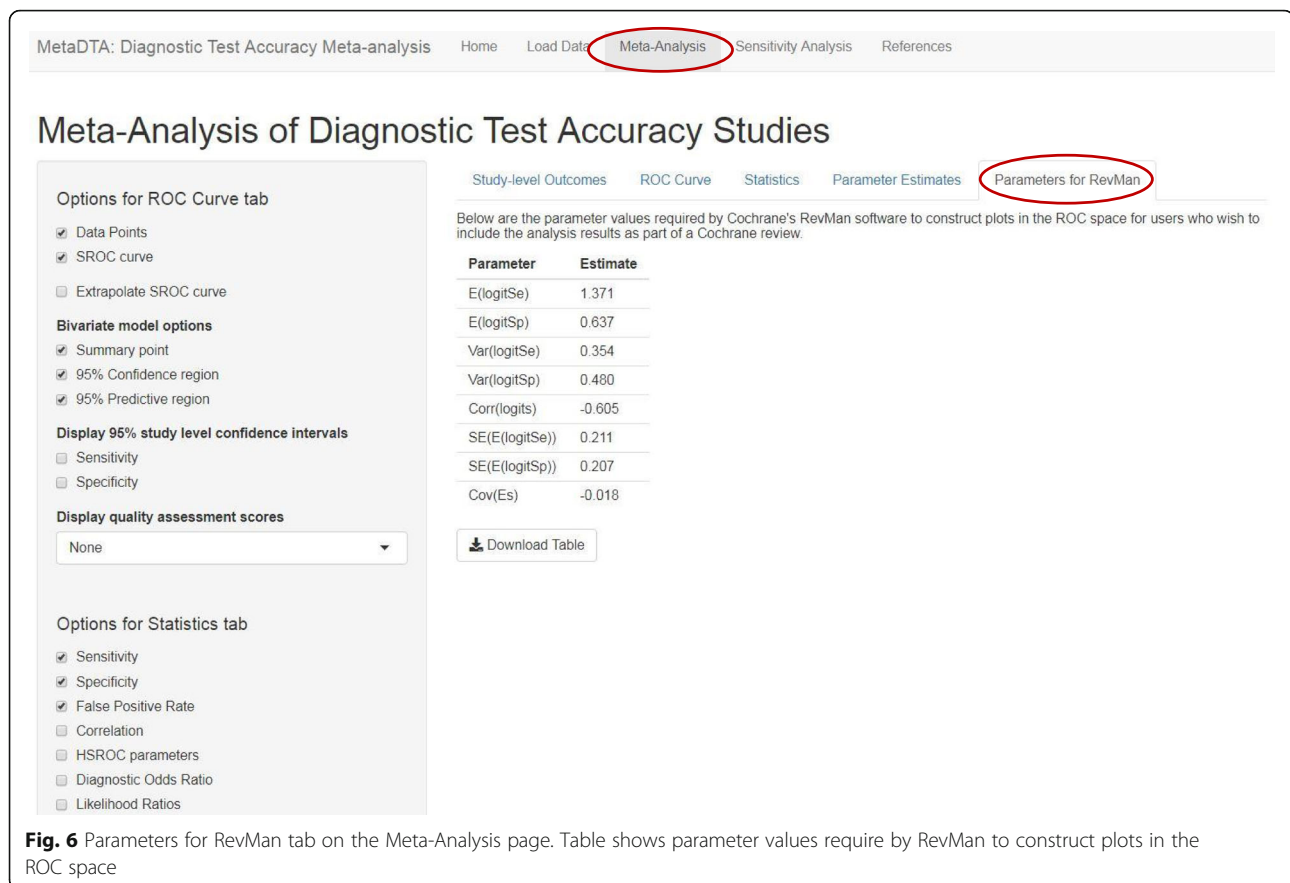 MetaDTA: Diagnostic Test Accuracy Meta-analysis Home Load Data Meta-Analysis Sensitivity Analysis References
Meta-Analysis of Diagnostic Test Accuracy Studies
Options for ROC Curve tab
Data Points
SROC curve
Extrapolate SROC curve
Bivariate model options
Summary point
95% Confidence region
95% Predictive region
Display 95% study level confidence intervals
Sensitivity
Specificity
Display quality assessment scores
None
Options for Statistics tab
Sensitivity
Specificity
False Positive Rate
Correlation
HSROC parameters
Diagnostic Odds Ratio
Likelihood Ratios
Study-level Outcomes ROC Curve Statistics Parameter Estimates Parameters for RevMan
Below are the parameter values required by Cochrane's RevMan software to construct plots in the ROC space for users who wish to
include the analysis results as part of a Cochrane review.
Parameter Estimate
E(logitSe) 1.371
E(logitSp) 0.637
Var(logitSe) 0.354
Var(logitSp) 0.480
Corr(logits) -0.605
SE(E(logitSe)) 0.211
SE(E(logitSp)) 0.207
Cov(Es) -0.018
Download Table
Fig. 6 Parameters for RevMan tab on the Meta-Analysis page. Table shows parameter values require by RevMan to construct plots in the
ROC space